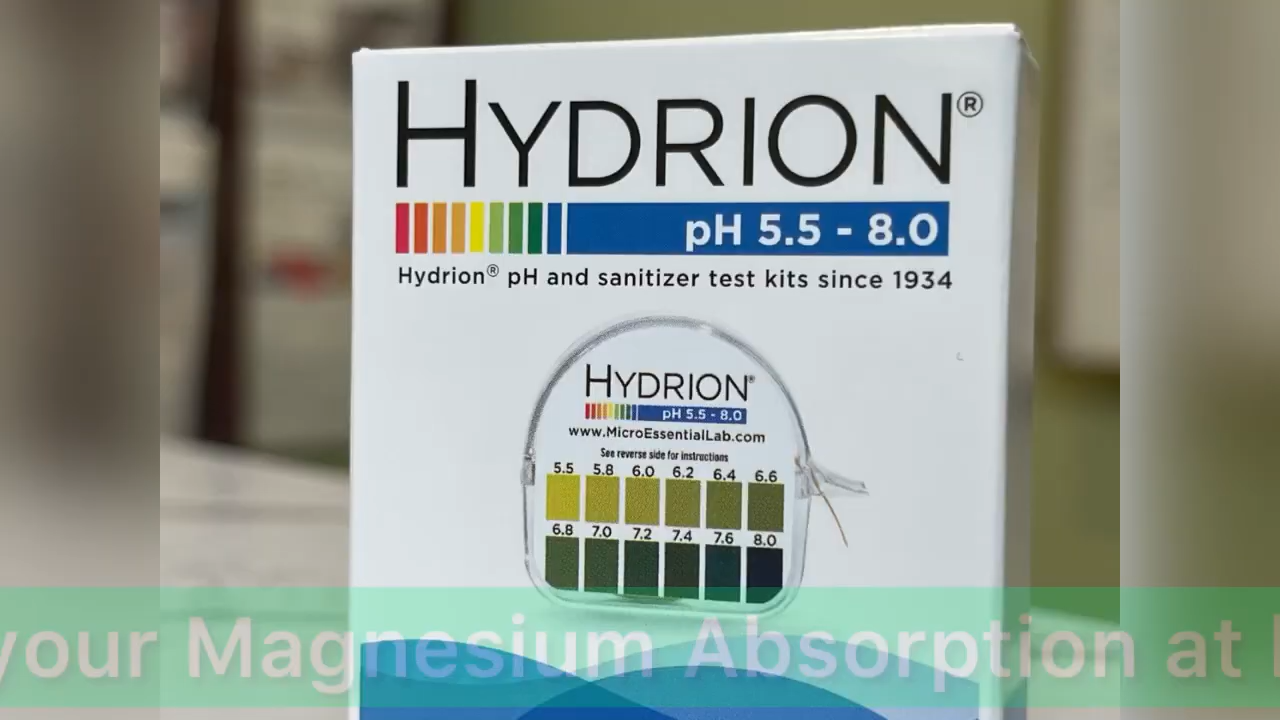 HYDRION®
pH 5.5 - 8.0
Hydrion® pH and sanitizer test kits since 1934
HYDRION®
pH 5.5 - 8.0
www.MicroEssentialLab.com
See reverse side for instructions
5.5 5.8 6.0 6.2 6.4 6.6
6.8 7.0 7.2 7.4 7.6 8.0
your Magnesium Absorption at